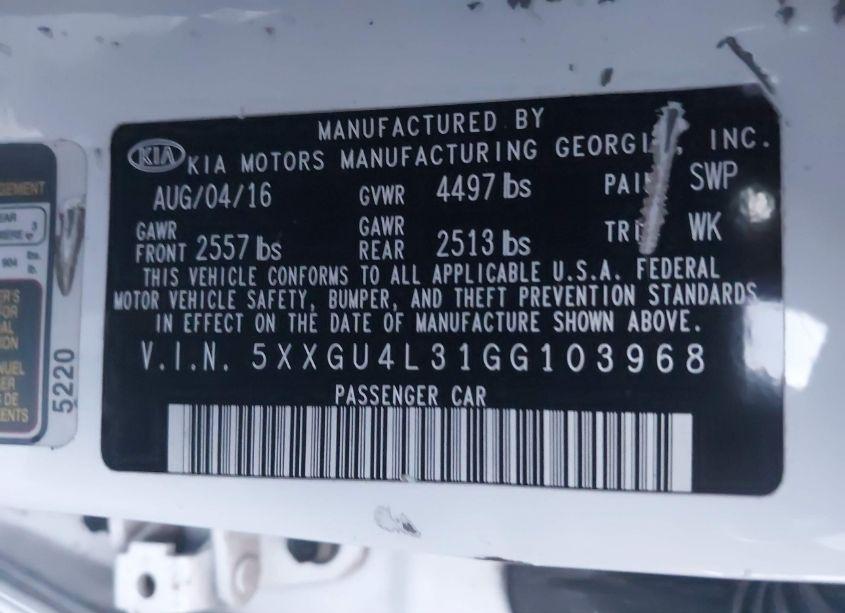 MANUFACTURED BY
KIA KIA MOTORS MANUFACTURING GEORGI, INC.
AUG/04/16 GVWR 4497 lbs PAI SWP
GAWR FRONT 2557 lbs GAWR REAR 2513 lbs TRI WK
THIS VEHICLE CONFORMS TO ALL APPLICABLE U.S.A. FEDERAL
MOTOR VEHICLE SAFETY, BUMPER, AND THEFT PREVENTION STANDARDS
IN EFFECT ON THE DATE OF MANUFACTURE SHOWN ABOVE.
V.I.N. 5XXGU4L31GG103968
PASSENGER CAR
5220